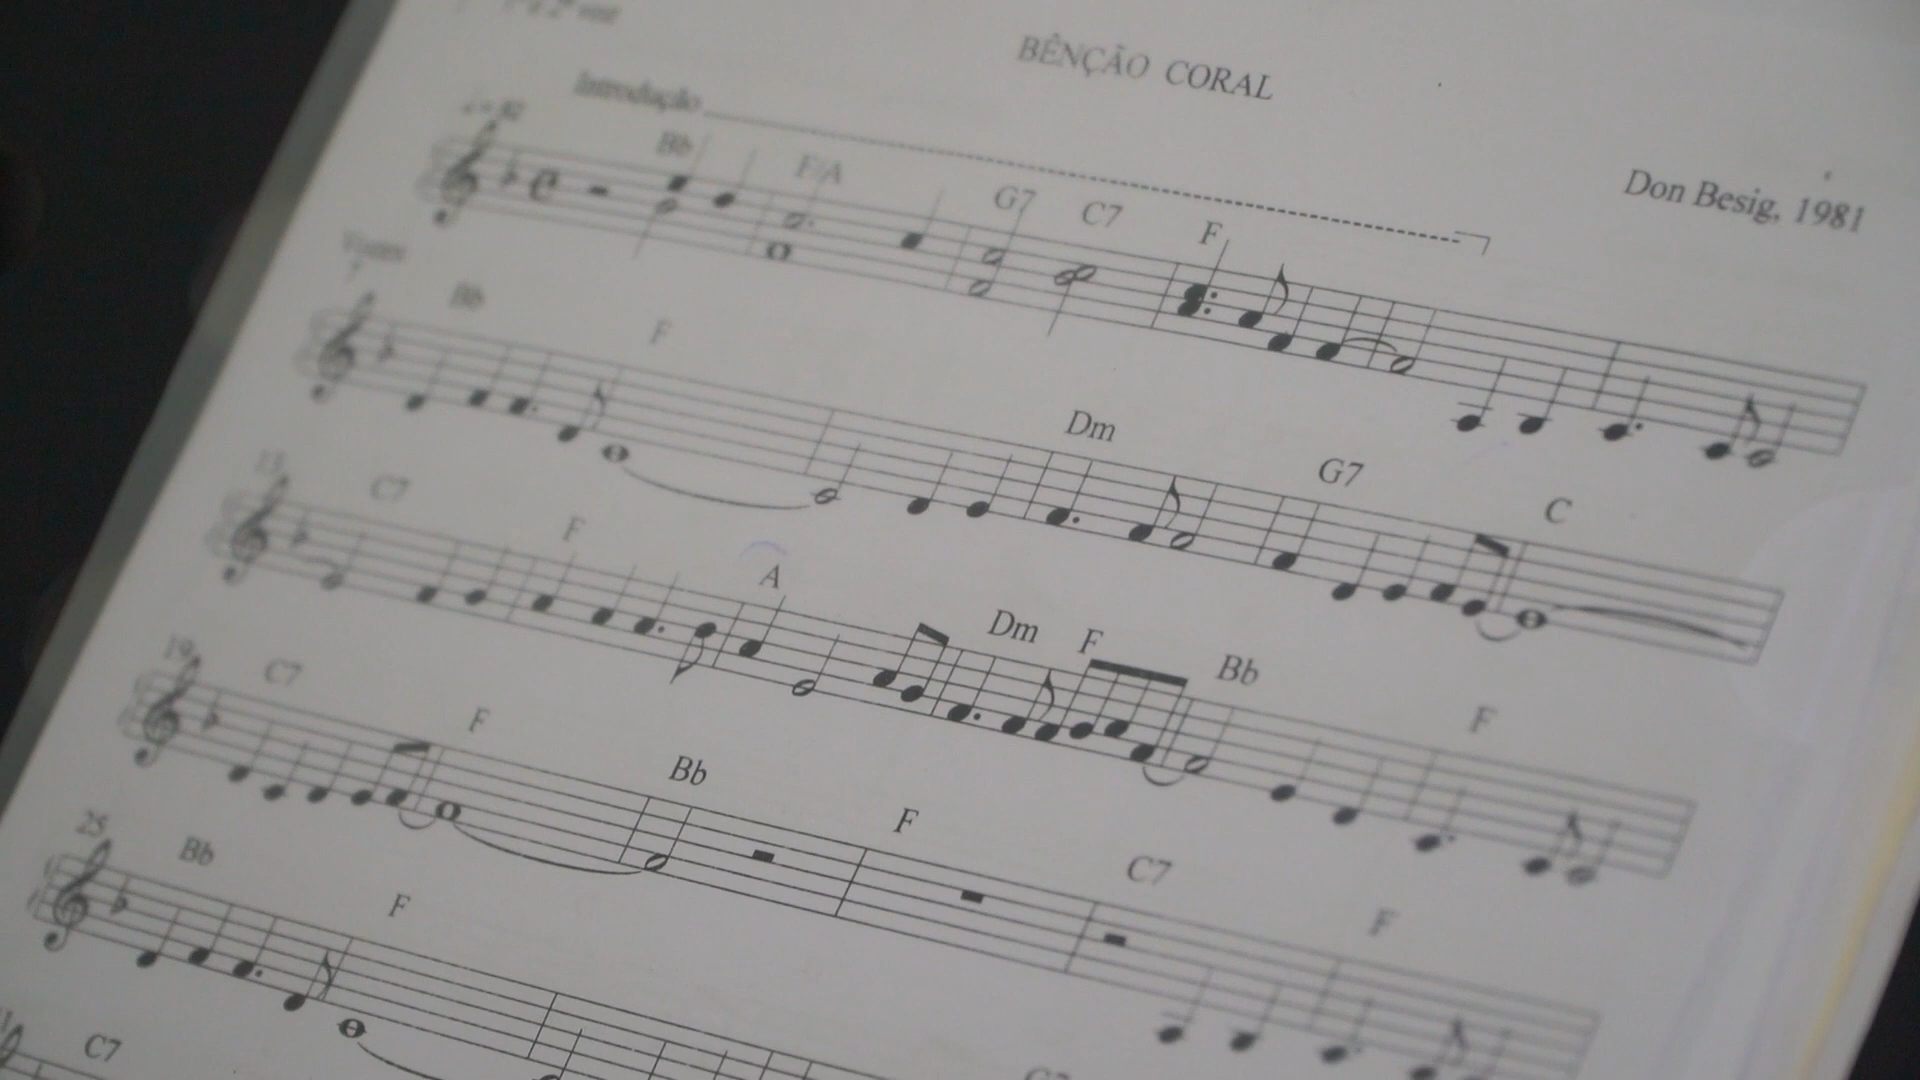 BÊNÇÃO CORAL
Introdução
Don Besig, 1981
Bb F/A G7 C7 F
Vozes
7
Bb F Dm G7 C
13
C7 F A Dm F Bb F
19
C7 F Bb F C7 F
25
Bb F
C7